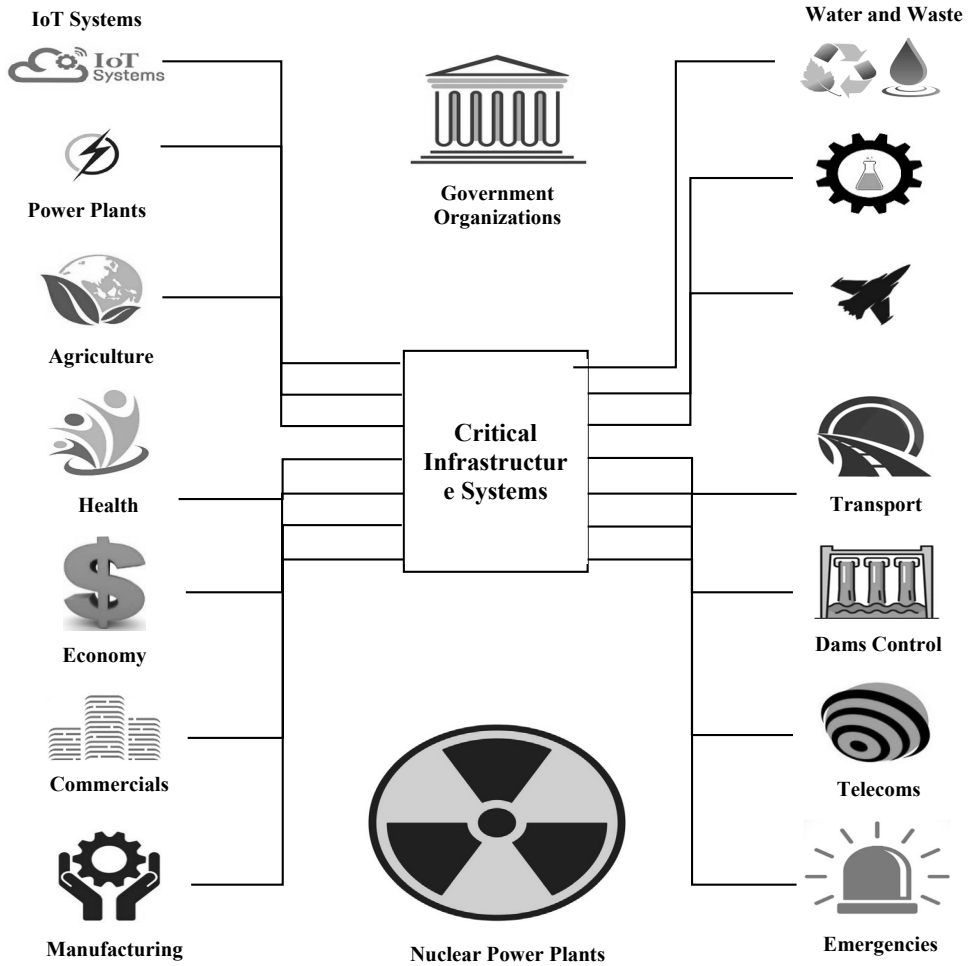 IoT Systems
IoT
Systems
Power Plants
Agriculture
Health
Economy
Commercials
Manufacturing
Government
Organizations
Critical
Infrastructur
e Systems
Nuclear Power Plants
Water and Waste
Transport
Dams Control
Telecoms
Emergencies